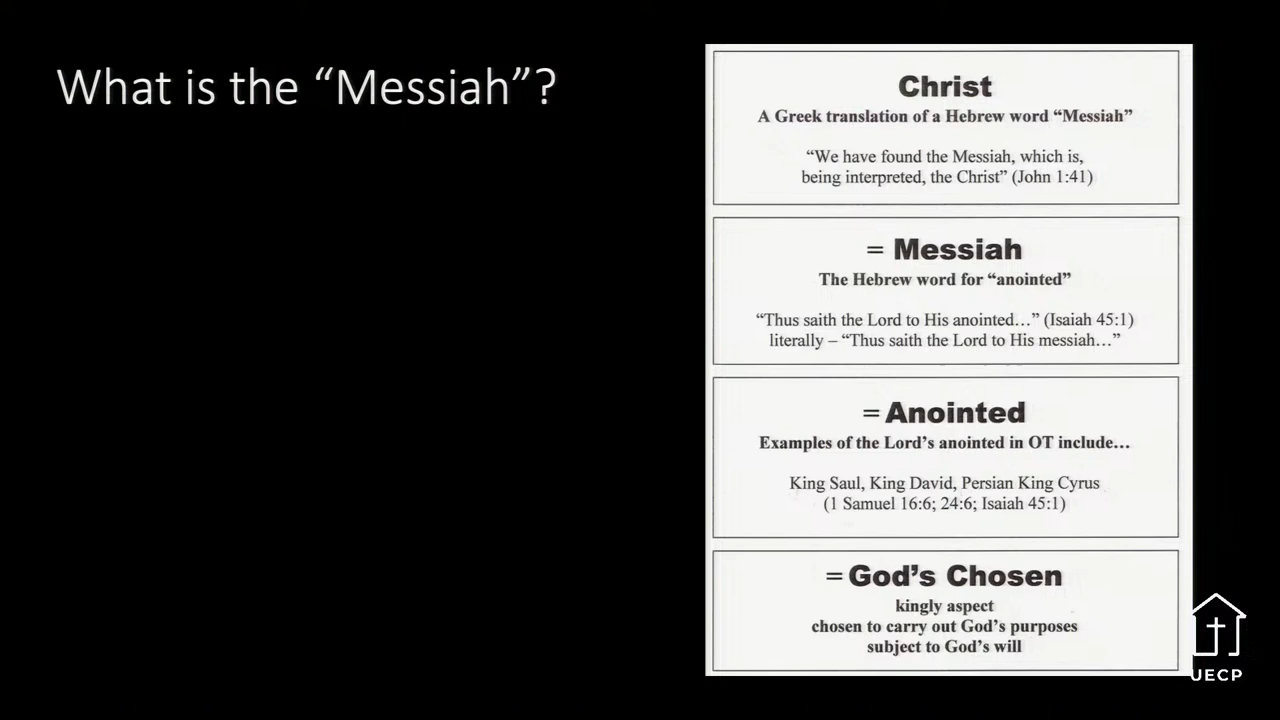 What is the “Messiah”?
Christ
A Greek translation of a Hebrew word “Messiah”
“We have found the Messiah, which is,
being interpreted, the Christ” (John 1:41)
= Messiah
The Hebrew word for “anointed”
“Thus saith the Lord to His anointed…” (Isaiah 45:1)
literally – “Thus saith the Lord to His messiah…”
= Anointed
Examples of the Lord’s anointed in OT include…
King Saul, King David, Persian King Cyrus
(1 Samuel 16:6; 24:6; Isaiah 45:1)
= God’s Chosen
kingly aspect
chosen to carry out God’s purposes
subject to God’s will
UECP